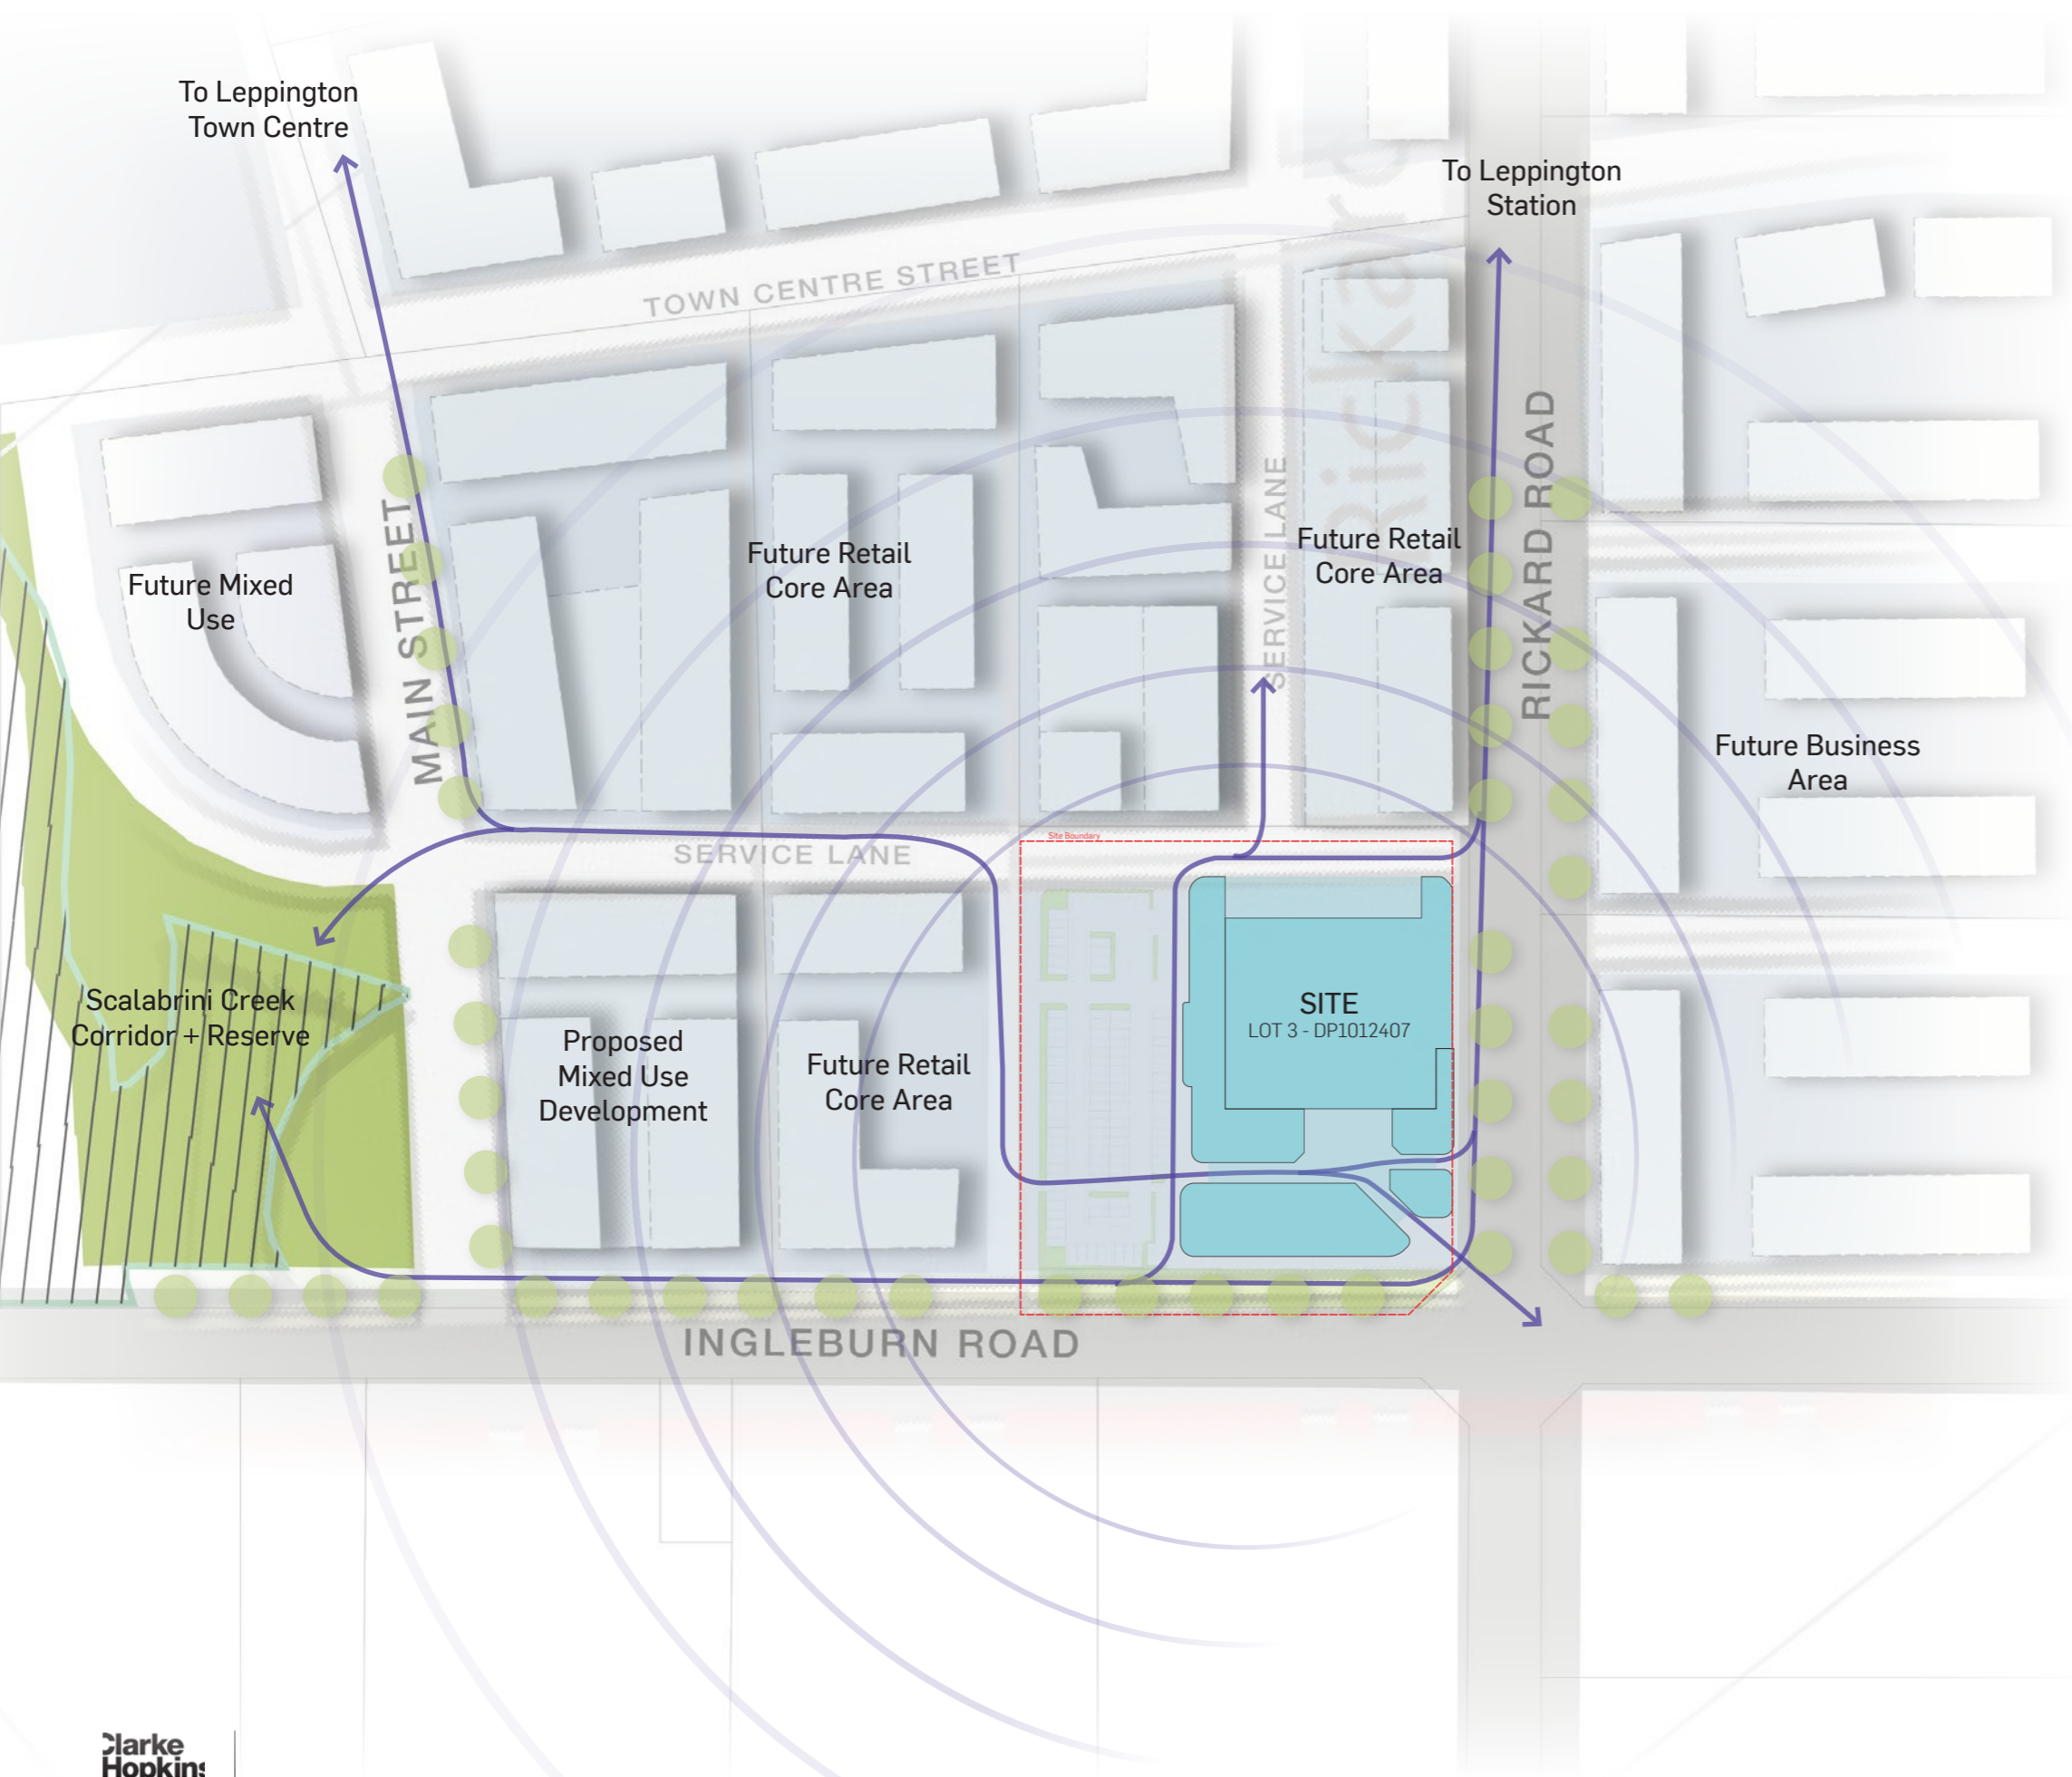 To Leppington
Town Centre
To Leppington
Station
TOWN CENTRE STREET
Rickard
MAIN STREET
SERVICE LANE
RICKARD ROAD
Future Mixed
Use
Future Retail
Core Area
Future Retail
Core Area
Future Business
Area
Site Boundary
SERVICE LANE
SITE
LOT 3 - DP1012407
Scalabrini Creek
Corridor + Reserve
Proposed
Mixed Use
Development
Future Retail
Core Area
INGLEBURN ROAD
Clarke
Hopkins